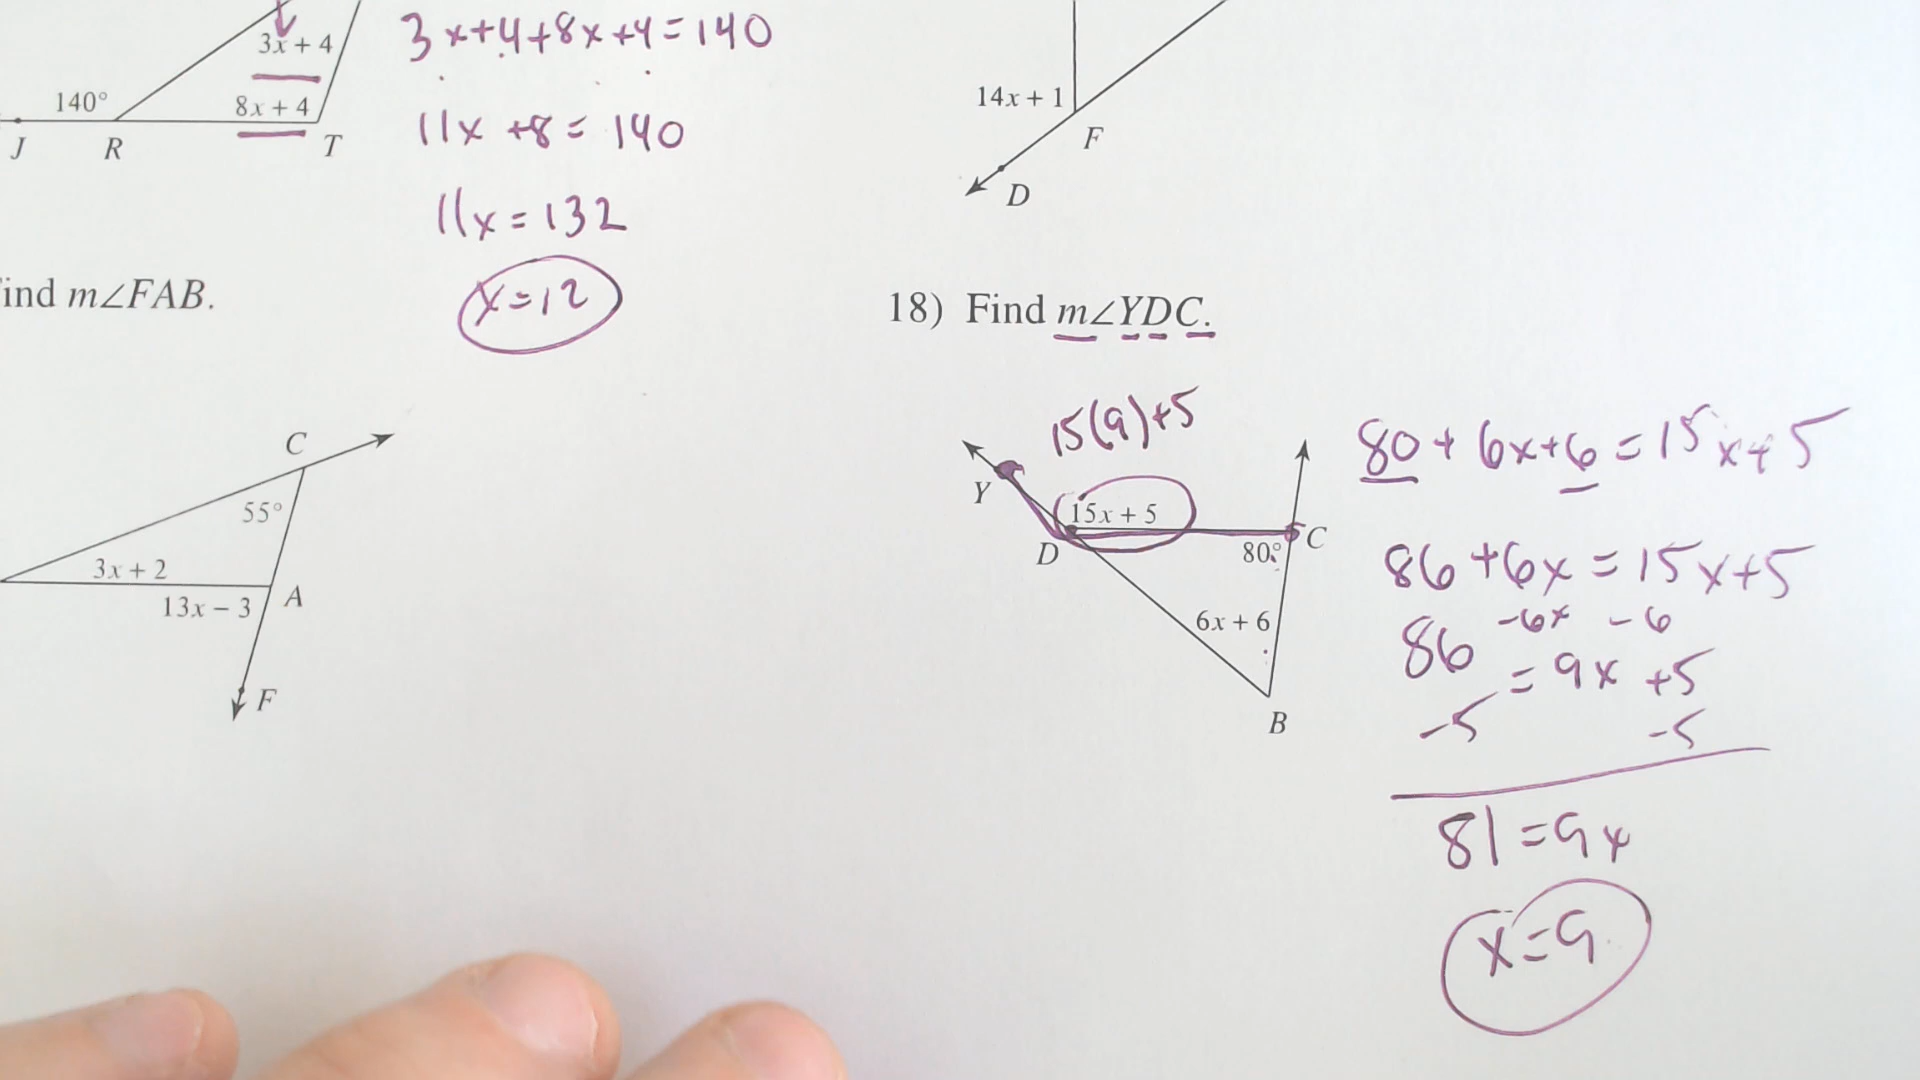 3x + 4
8x + 4
140°
J
R
T
3x+4+8x+4=140
11x +8 = 140
11x = 132
x=12
14x + 1
F
D
ind m∠FAB.
C
55°
3x + 2
13x − 3
A
F
18) Find m∠YDC.
15(9)+5
Y
15x + 5
D
C
80°
6x + 6
B
80 + 6x+6 = 15x+5
86 +6x = 15x+5
-6x -6
86 = 9x +5
-5 -5
81 = 9x
x=9